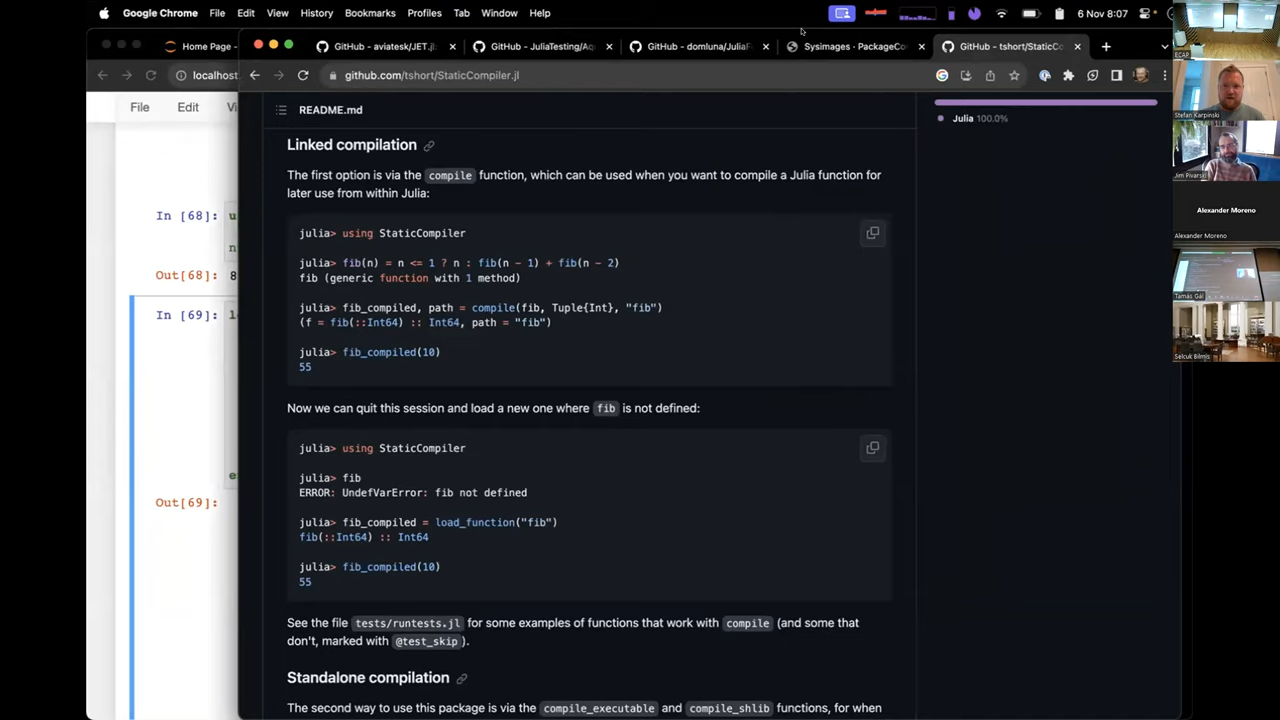 Google Chrome File Edit View History Bookmarks Profiles Tab Window Help 6 Nov 8:07
Home Page - GitHub - aviatesk/JET.jl GitHub - JuliaTesting/Aq GitHub - domluna/JuliaF Sysimages · PackageCo GitHub - tshort/StaticCo
localhost
github.com/tshort/StaticCompiler.jl
File Edit
README.md
Julia 100.0%
Linked compilation
The first option is via the compile function, which can be used when you want to compile a Julia function for
later use from within Julia:
In [68]:
Out[68]: 8
In [69]:
Out[69]:
julia> using StaticCompiler
julia> fib(n) = n <= 1 ? n : fib(n - 1) + fib(n - 2)
fib (generic function with 1 method)
julia> fib_compiled, path = compile(fib, Tuple{Int}, "fib")
(f = fib(::Int64) :: Int64, path = "fib")
julia> fib_compiled(10)
55
Now we can quit this session and load a new one where fib is not defined:
julia> using StaticCompiler
julia> fib
ERROR: UndefVarError: fib not defined
julia> fib_compiled = load_function("fib")
fib(::Int64) :: Int64
julia> fib_compiled(10)
55
See the file tests/runtests.jl for some examples of functions that work with compile (and some that
don't, marked with @test_skip).
Standalone compilation
The second way to use this package is via the compile_executable and compile_shlib functions, for when
ECAP
Stefan Karpinski
Jim Pivarski
Alexander Moreno
Alexander Moreno
Tamás Gál
Selcuk Bilmis